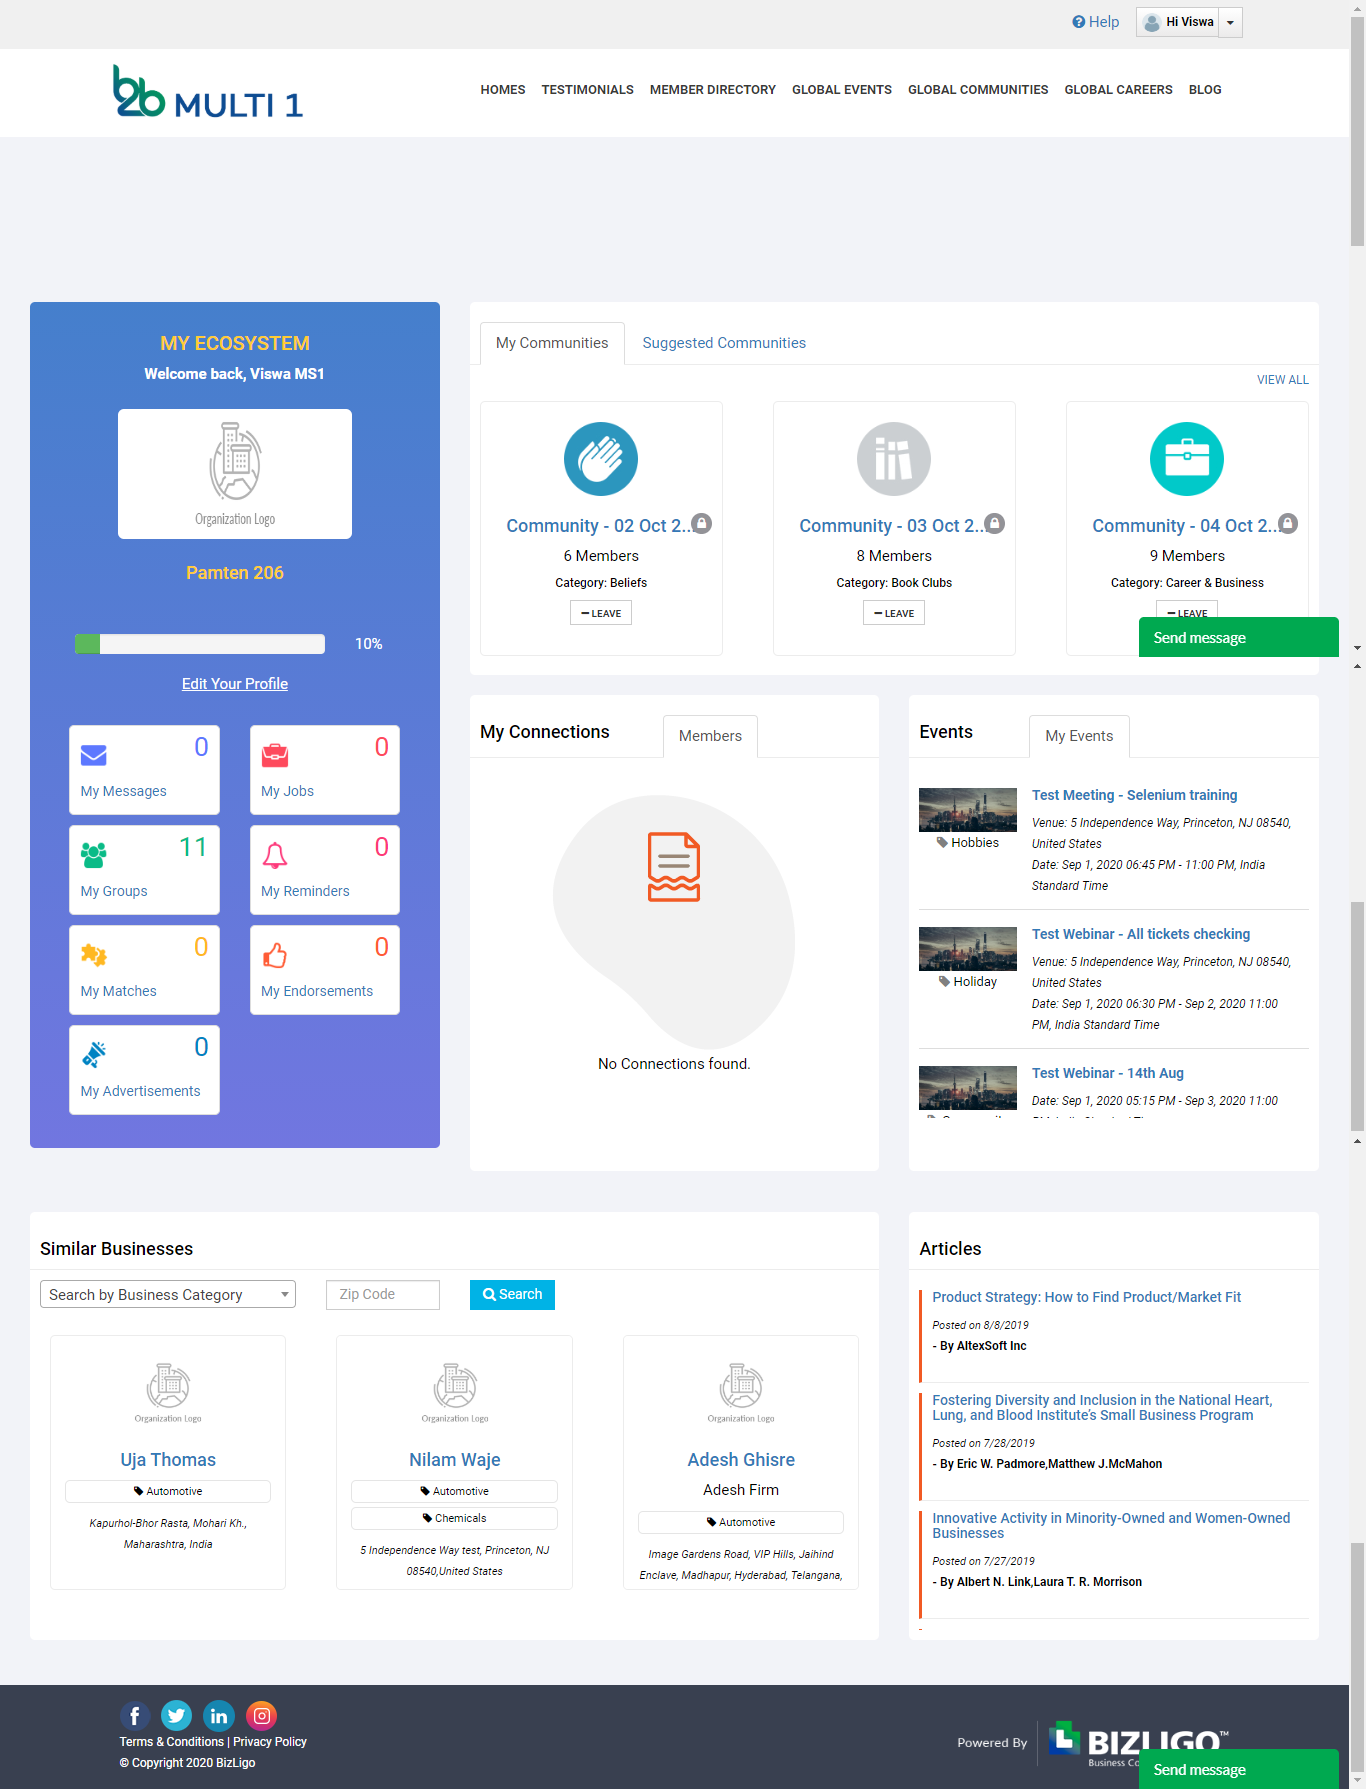 Help
Hi Viswa
b2b MULTI 1
HOMES TESTIMONIALS MEMBER DIRECTORY GLOBAL EVENTS GLOBAL COMMUNITIES GLOBAL CAREERS BLOG
MY ECOSYSTEM
Welcome back, Viswa MS1
Organization Logo
Pamten 206
10%
Edit Your Profile
0
My Messages
0
My Jobs
11
My Groups
0
My Reminders
0
My Matches
0
My Endorsements
0
My Advertisements
My Communities
Suggested Communities
VIEW ALL
Community - 02 Oct 2...
6 Members
Category: Beliefs
LEAVE
Community - 03 Oct 2...
8 Members
Category: Book Clubs
LEAVE
Community - 04 Oct 2...
9 Members
Category: Career & Business
LEAVE
Send message
My Connections
Members
No Connections found.
Events
My Events
Test Meeting - Selenium training
Venue: 5 Independence Way, Princeton, NJ 08540,
United States
Date: Sep 1, 2020 06:45 PM - 11:00 PM, India
Standard Time
Hobbies
Test Webinar - All tickets checking
Venue: 5 Independence Way, Princeton, NJ 08540,
United States
Date: Sep 1, 2020 06:30 PM - Sep 2, 2020 11:00
PM, India Standard Time
Holiday
Test Webinar - 14th Aug
Date: Sep 1, 2020 05:15 PM - Sep 3, 2020 11:00
Similar Businesses
Search by Business Category
Zip Code
Search
Organization Logo
Uja Thomas
Automotive
Kapurhol-Bhor Rasta, Mohari Kh.,
Maharashtra, India
Organization Logo
Nilam Waje
Automotive
Chemicals
5 Independence Way test, Princeton, NJ
08540,United States
Organization Logo
Adesh Ghisre
Adesh Firm
Automotive
Image Gardens Road, VIP Hills, Jaihind
Enclave, Madhapur, Hyderabad, Telangana,
Articles
Product Strategy: How to Find Product/Market Fit
Posted on 8/8/2019
- By AltexSoft Inc
Fostering Diversity and Inclusion in the National Heart,
Lung, and Blood Institute's Small Business Program
Posted on 7/28/2019
- By Eric W. Padmore,Matthew J.McMahon
Innovative Activity in Minority-Owned and Women-Owned
Businesses
Posted on 7/27/2019
- By Albert N. Link,Laura T. R. Morrison
Terms & Conditions | Privacy Policy
© Copyright 2020 BizLigo
Powered By
BIZLIGO™
Business Co
Send message